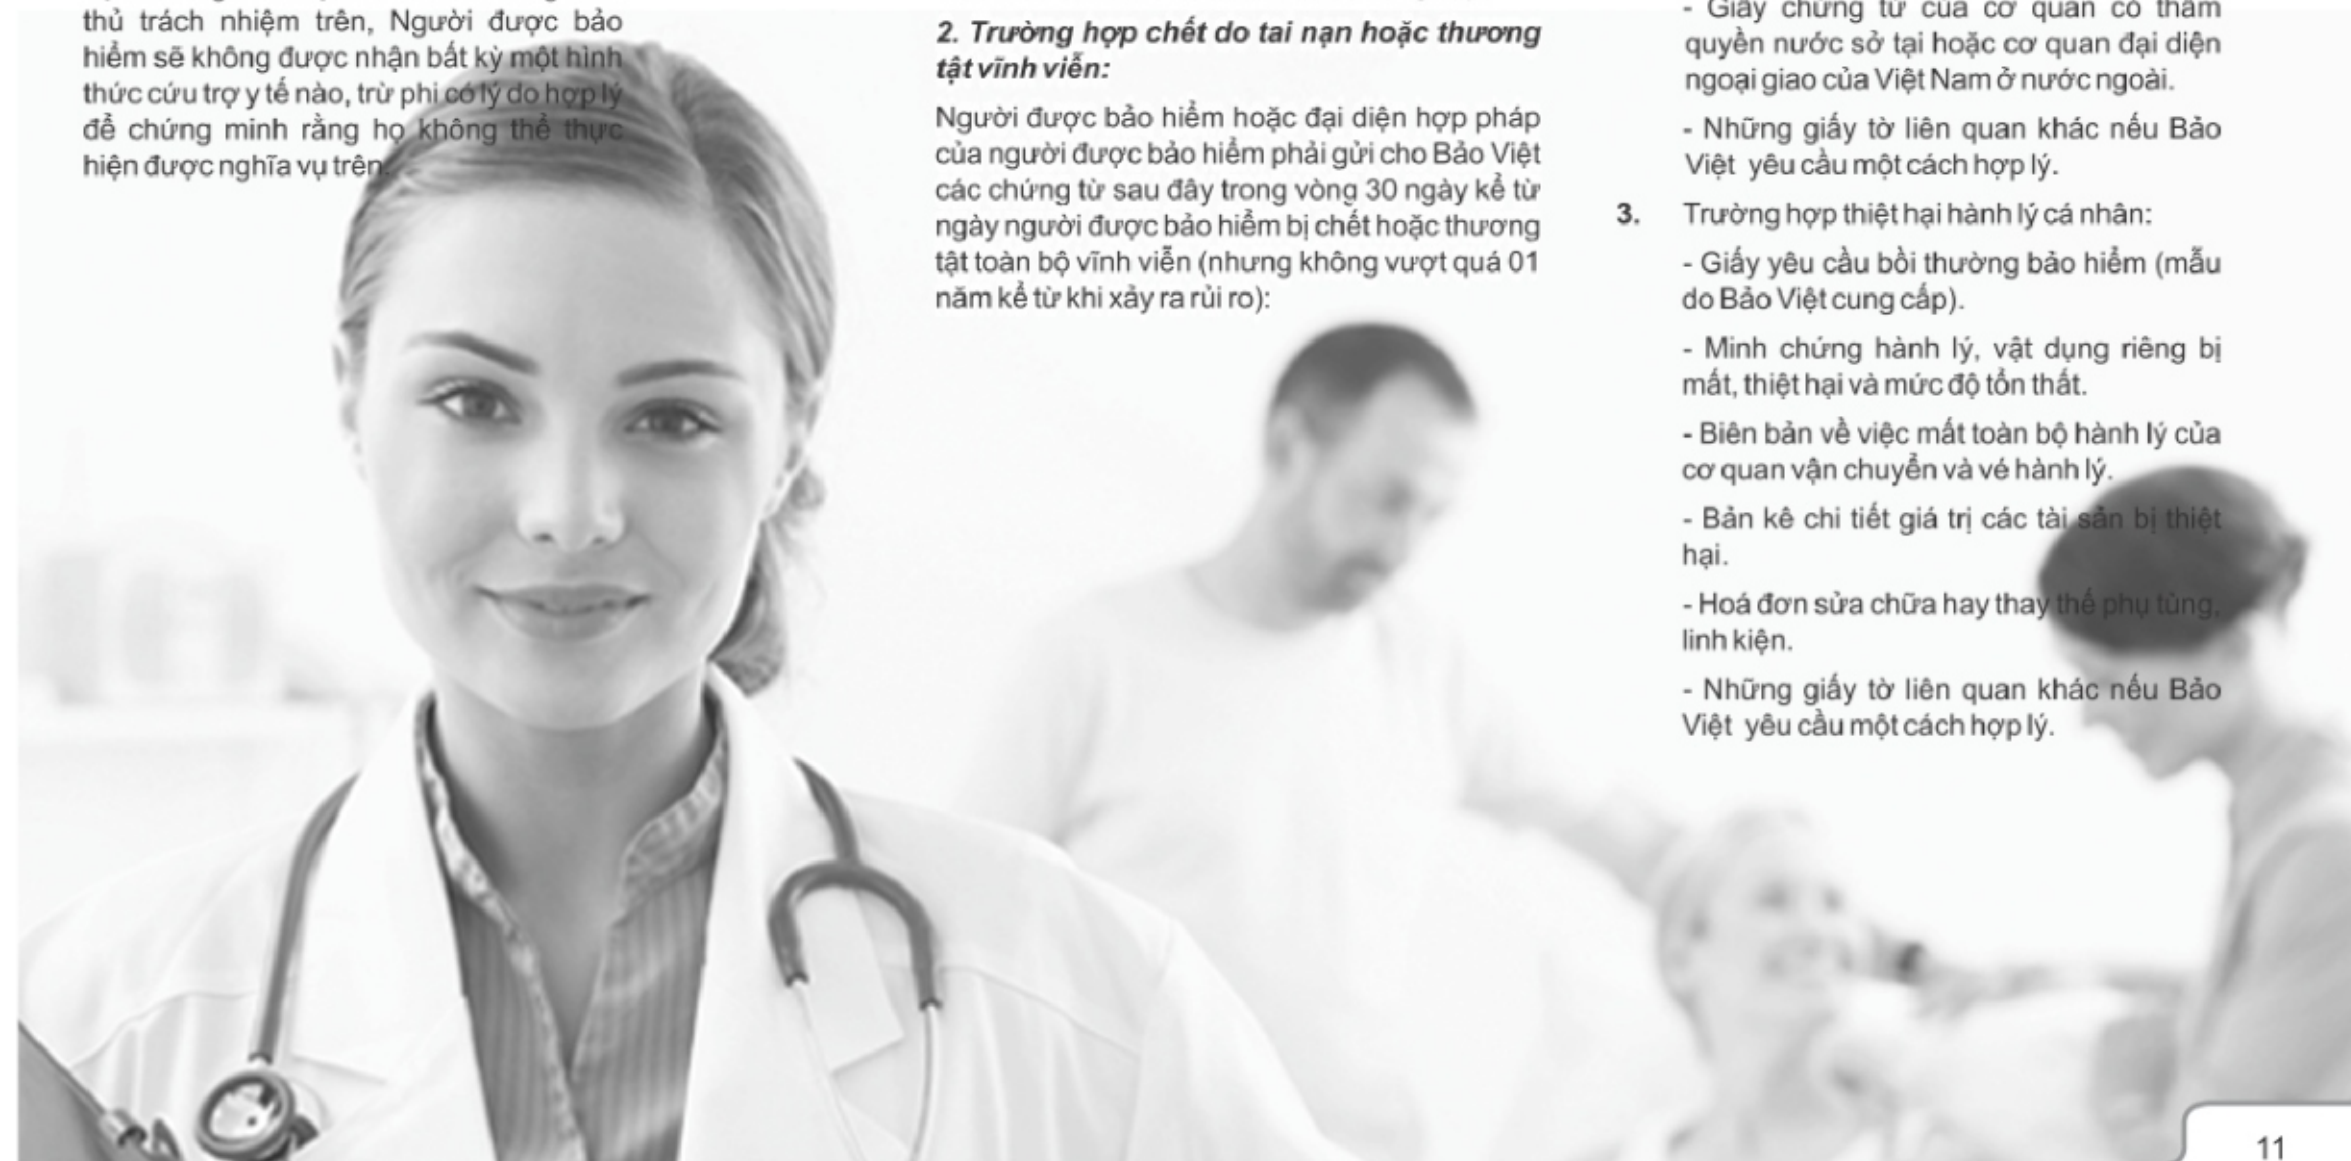 thủ trách nhiệm trên, Người được bảo
hiểm sẽ không được nhận bất kỳ một hình
thức cứu trợ y tế nào, trừ phi có lý do hợp lý
để chứng minh rằng họ không thể thực
hiện được nghĩa vụ trên.
2. Trường hợp chết do tai nạn hoặc thương
tật vĩnh viễn:
Người được bảo hiểm hoặc đại diện hợp pháp
của người được bảo hiểm phải gửi cho Bảo Việt
các chứng từ sau đây trong vòng 30 ngày kể từ
ngày người được bảo hiểm bị chết hoặc thương
tật toàn bộ vĩnh viễn (nhưng không vượt quá 01
năm kể từ khi xảy ra rủi ro):
- Giấy chứng từ của cơ quan có thẩm
quyền nước sở tại hoặc cơ quan đại diện
ngoại giao của Việt Nam ở nước ngoài.
- Những giấy tờ liên quan khác nếu Bảo
Việt yêu cầu một cách hợp lý.
3. Trường hợp thiệt hại hành lý cá nhân:
- Giấy yêu cầu bồi thường bảo hiểm (mẫu
do Bảo Việt cung cấp).
- Minh chứng hành lý, vật dụng riêng bị
mất, thiệt hại và mức độ tổn thất.
- Biên bản về việc mất toàn bộ hành lý của
cơ quan vận chuyển và vé hành lý.
- Bản kê chi tiết giá trị các tài sản bị thiệt
hại.
- Hoá đơn sửa chữa hay thay thế phụ tùng,
linh kiện.
- Những giấy tờ liên quan khác nếu Bảo
Việt yêu cầu một cách hợp lý.
11